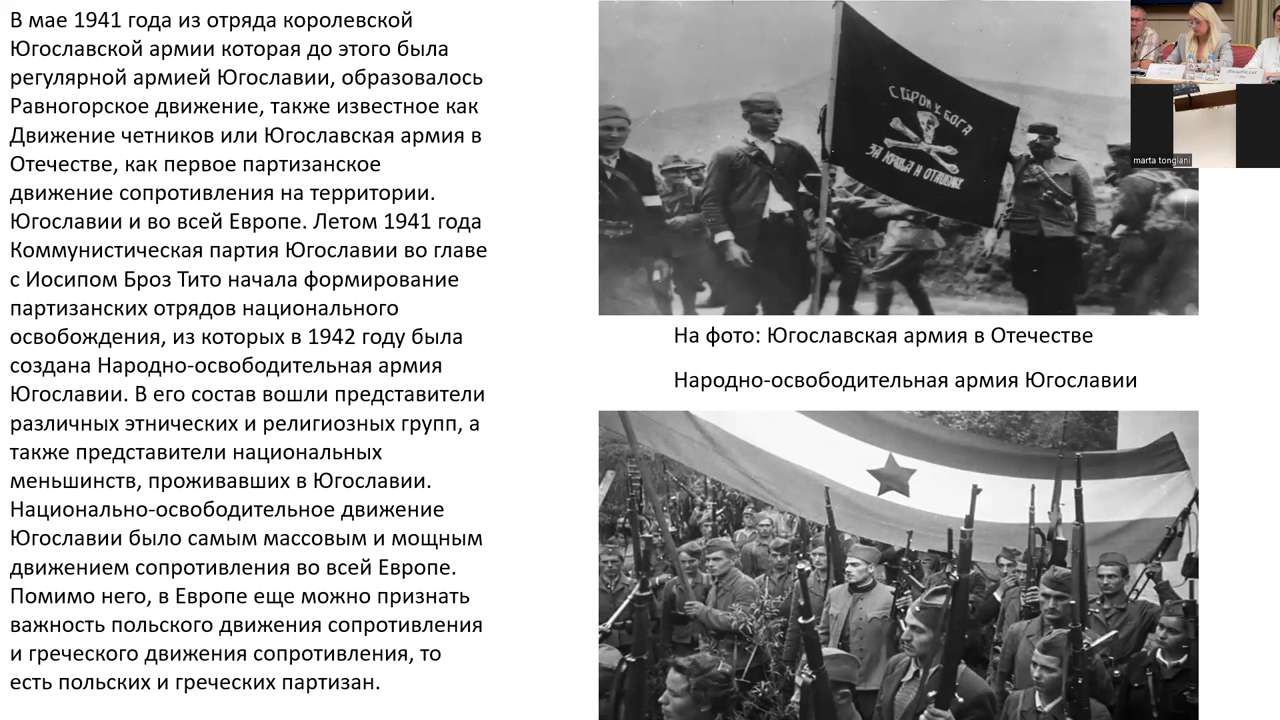 В мае 1941 года из отряда королевской
Югославской армии которая до этого была
регулярной армией Югославии, образовалось
Равногорское движение, также известное как
Движение четников или Югославская армия в
Отечестве, как первое партизанское
движение сопротивления на территории.
Югославии и во всей Европе. Летом 1941 года
Коммунистическая партия Югославии во главе
с Иосипом Броз Тито начала формирование
партизанских отрядов национального
освобождения, из которых в 1942 году была
создана Народно-освободительная армия
Югославии. В его состав вошли представители
различных этнических и религиозных групп, а
также представители национальных
меньшинств, проживавших в Югославии.
Национально-освободительное движение
Югославии было самым массовым и мощным
движением сопротивления во всей Европе.
Помимо него, в Европе еще можно признать
важность польского движения сопротивления
и греческого движения сопротивления, то
есть польских и греческих партизан.
БОГА
ЗА
И
На фото: Югославская армия в Отечестве
Народно-освободительная армия Югославии
marta tongiani